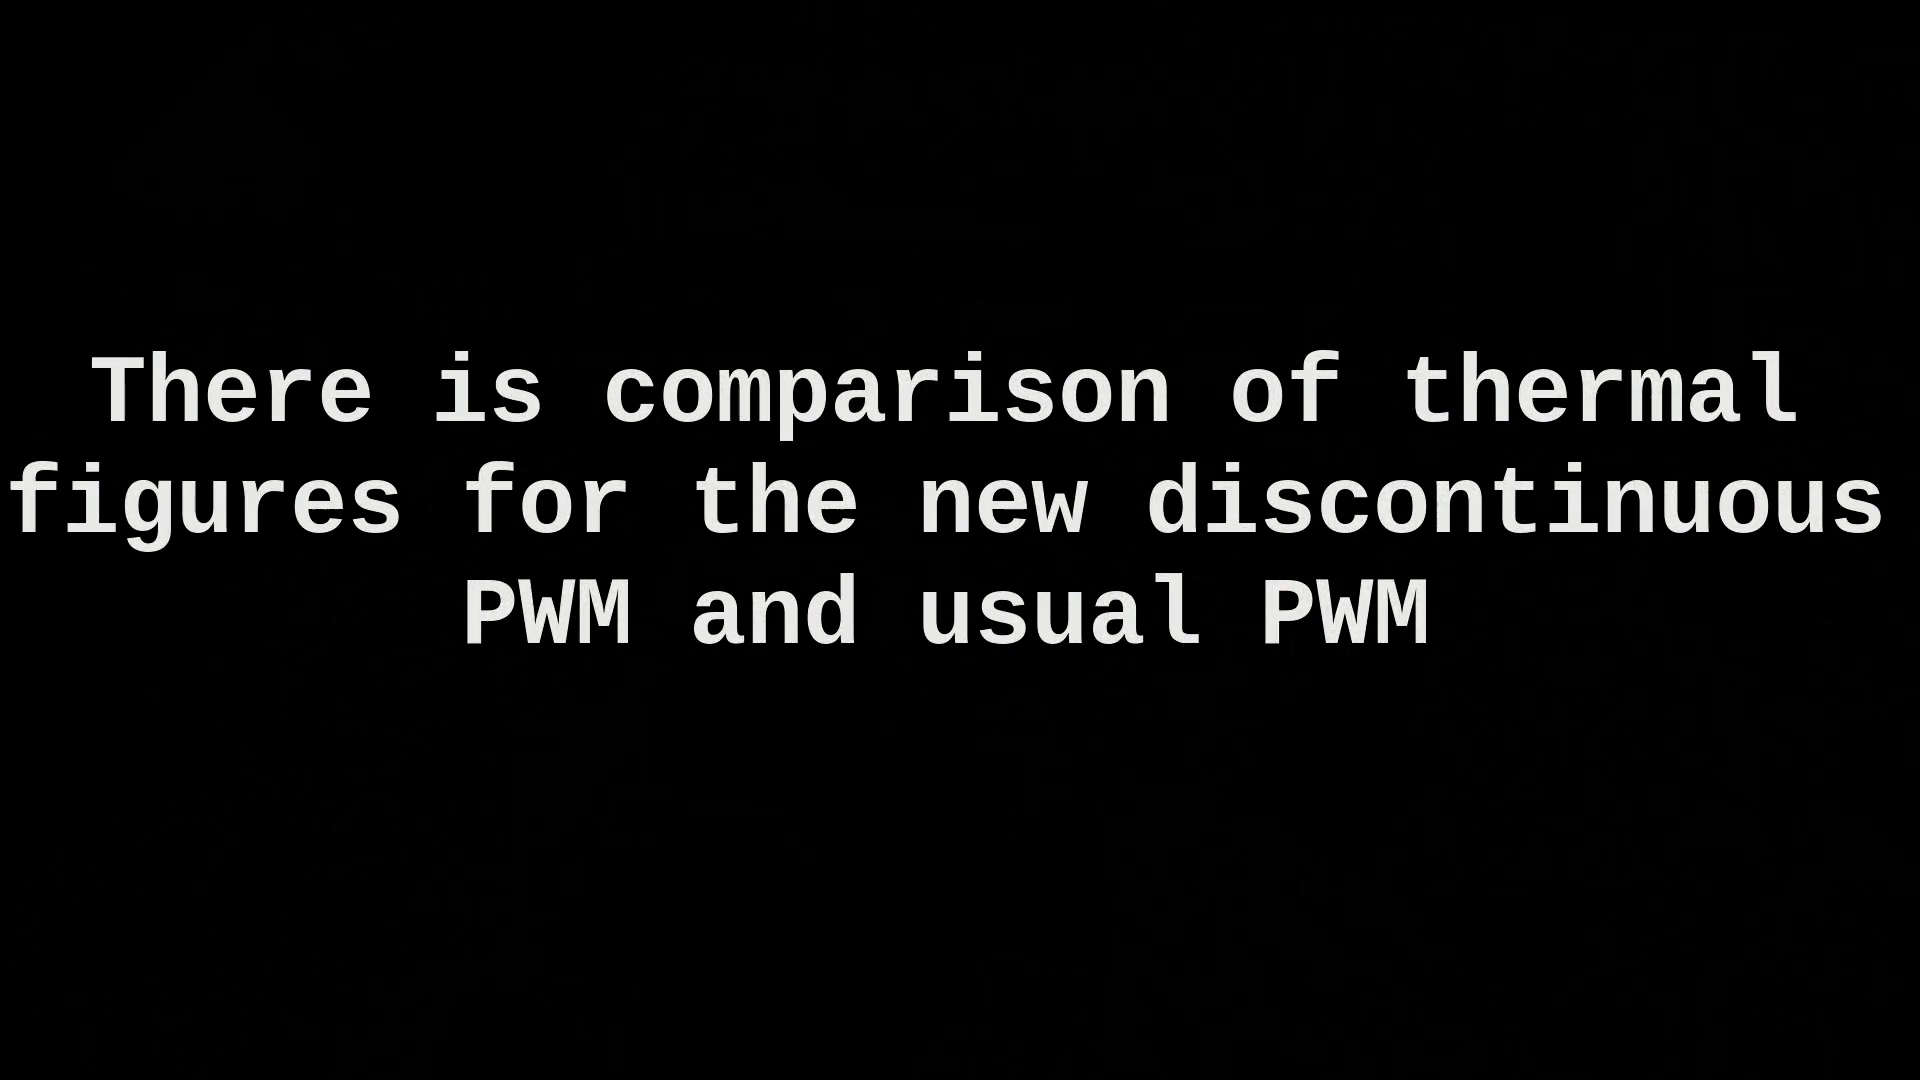 There is comparison of thermal
figures for the new discontinuous
PWM and usual PWM